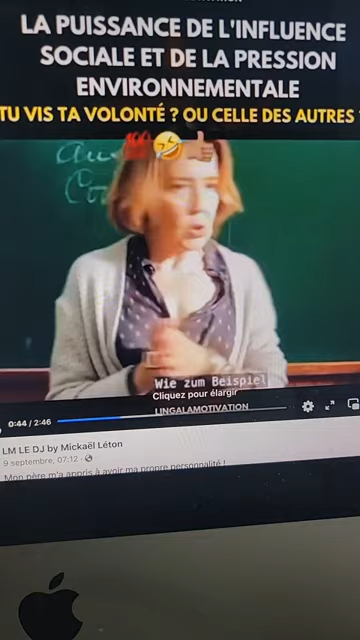 LA PUISSANCE DE L'INFLUENCE
SOCIALE ET DE LA PRESSION
ENVIRONNEMENTALE
TU VIS TA VOLONTÉ ? OU CELLE DES AUTRES ?
💯🤣
Wie zum Beispiel
Cliquez pour élargir
LINGALAMOTIVATION
0:44 / 2:46
LM LE DJ by Mickaël Léton
9 septembre, 07:12 ·
Mon père m'a appris à avoir ma propre personnalité !